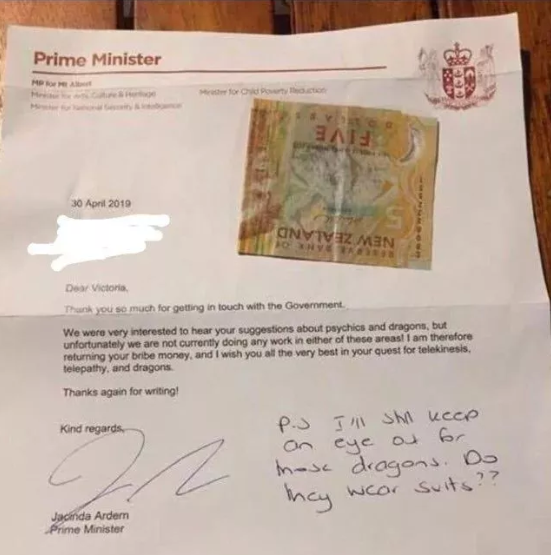 Prime Minister
MP for Mt Albert
Minister for Arts, Culture & Heritage
Minister for Child Poverty Reduction
Minister for National Security & Intelligence
DOLLARS
FIVE
5
NEW ZEALAND
RESERVE BANK OF
30 April 2019
Dear Victoria,
Thank you so much for getting in touch with the Government.
We were very interested to hear your suggestions about psychics and dragons, but
unfortunately we are not currently doing any work in either of these areas! I am therefore
returning your bribe money, and I wish you all the very best in your quest for telekinesis,
telepathy, and dragons.
Thanks again for writing!
Kind regards,
Jacinda Ardern
Prime Minister
P.S I'll still keep
an eye out for
those dragons. Do
they wear suits??